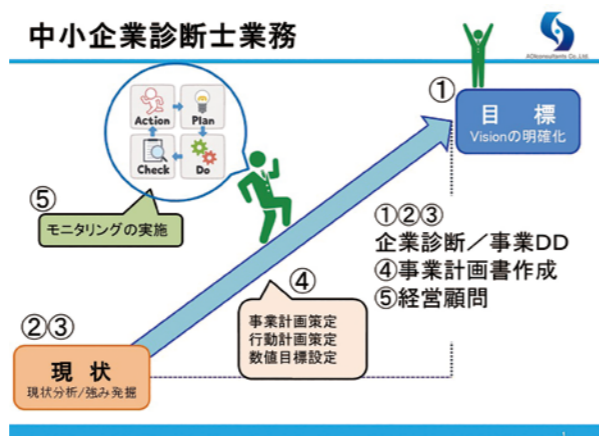 中小企業診断士業務
AOIconsultants Co.,Ltd.
①
目　標
Visionの明確化
Action
Plan
Check
Do
⑤
モニタリングの実施
①②③
企業診断／事業DD
④事業計画書作成
⑤経営顧問
④
事業計画策定
行動計画策定
数値目標設定
②③
現　状
現状分析/強み発掘
1